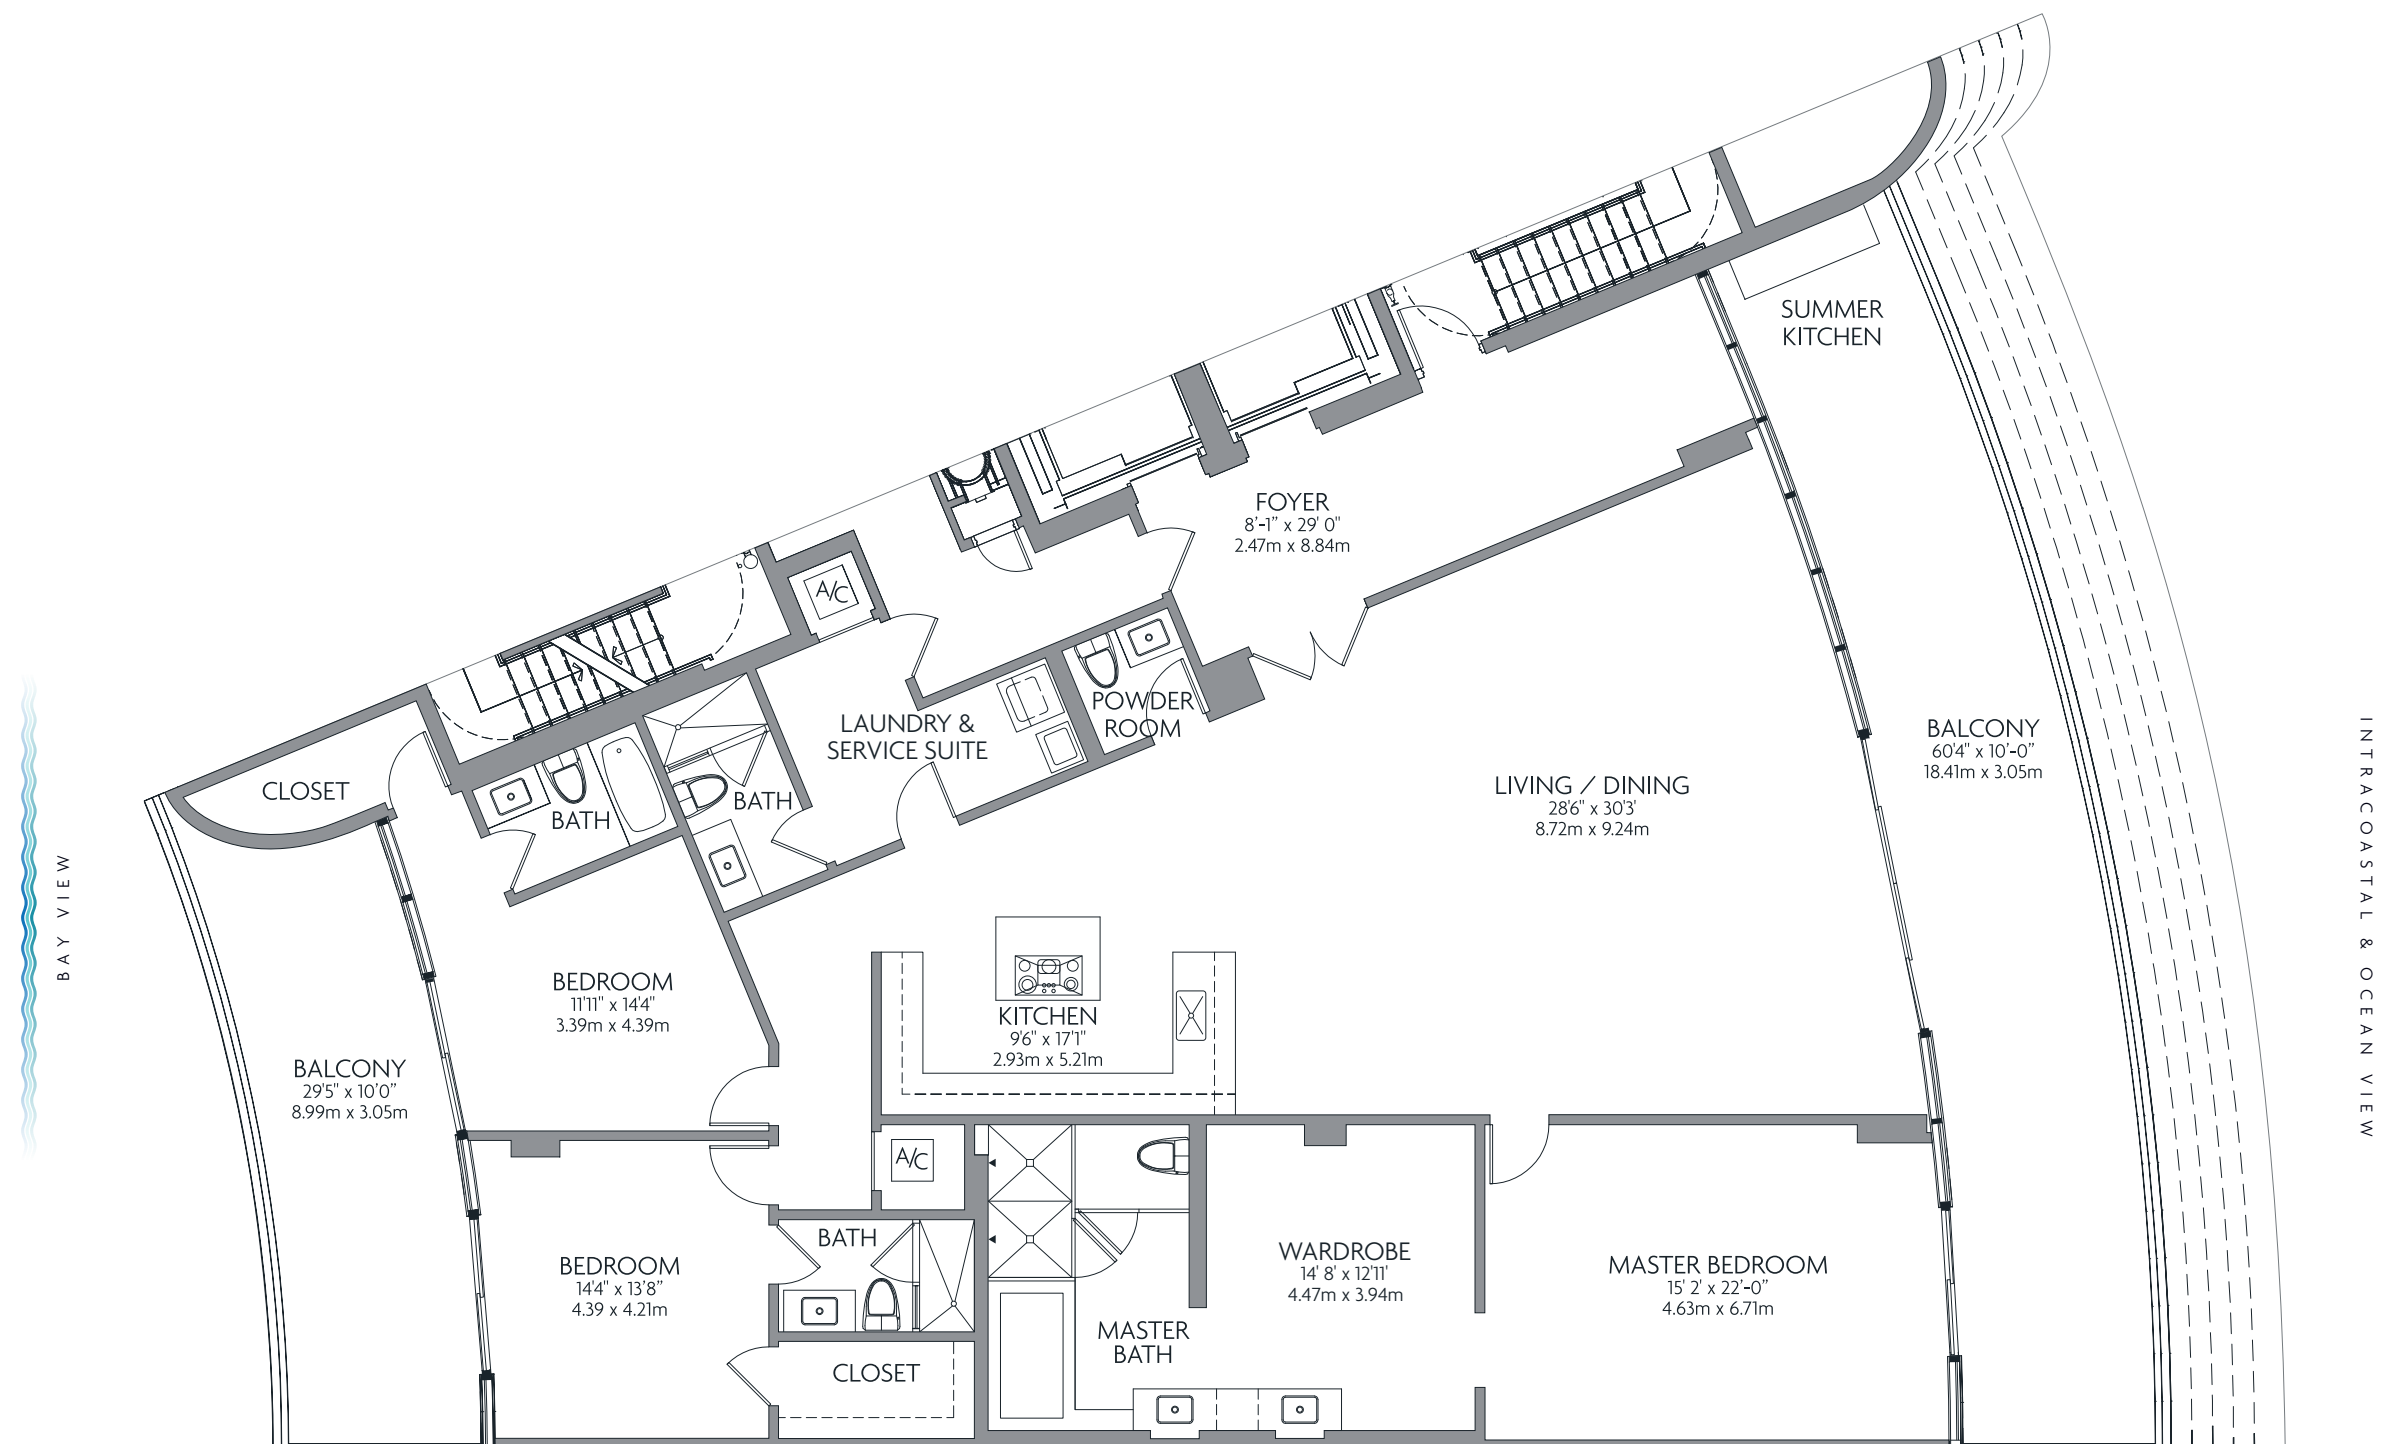 SUMMER
KITCHEN
FOYER
8'-1” x 29' 0"
2.47m x 8.84m
A/C
POWDER
ROOM
LAUNDRY &
SERVICE SUITE
BALCONY
60'4" x 10'-0”
18.41m x 3.05m
LIVING / DINING
28'6" x 30'3'
8.72m x 9.24m
CLOSET
BATH
BATH
BAY VIEW
INTRACOASTAL & OCEAN VIEW
BEDROOM
11'11" x 14'4"
3.39m x 4.39m
KITCHEN
9'6" x 17'1"
2.93m x 5.21m
BALCONY
29'5" x 10'0”
8.99m x 3.05m
A/C
BATH
BEDROOM
14'4" x 13'8”
4.39 x 4.21m
WARDROBE
14' 8' x 12'11'
4.47m x 3.94m
MASTER BEDROOM
15' 2' x 22'-0”
4.63m x 6.71m
MASTER
BATH
CLOSET